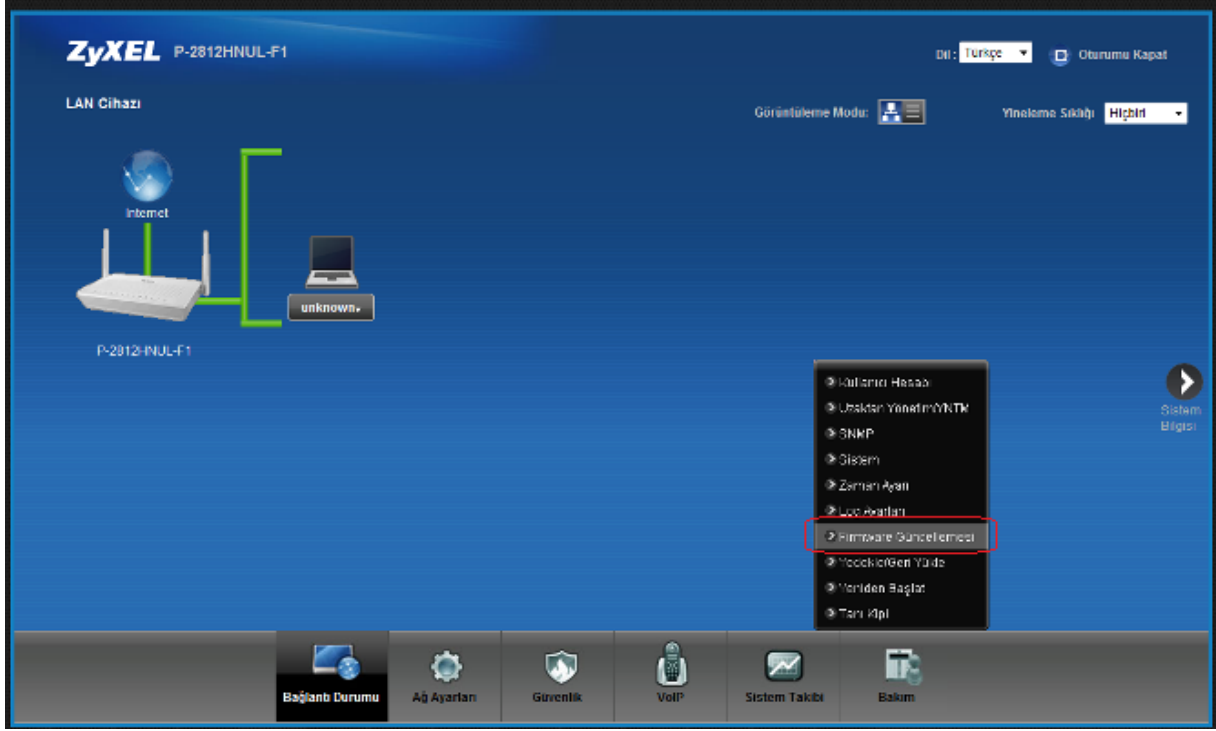 ZyXEL P-2812HNUL-F1
Dil : Türkçe
Oturumu Kapat
LAN Cihazı
Görüntüleme Modu:
Yineleme Sıklığı Hiçbiri
Internet
unknown
P-2812HNUL-F1
Kullanıcı Hesabı
Uzaktan Yönetim/YNTM
SNMP
Sistem
Zaman Ayarı
Log Ayarları
Firmware Güncellemesi
Yedekle/Geri Yükle
Yeniden Başlat
Tanı Kipi
Sistem
Bilgisi
Bağlantı Durumu
Ağ Ayarları
Güvenlik
VoIP
Sistem Takibi
Bakım